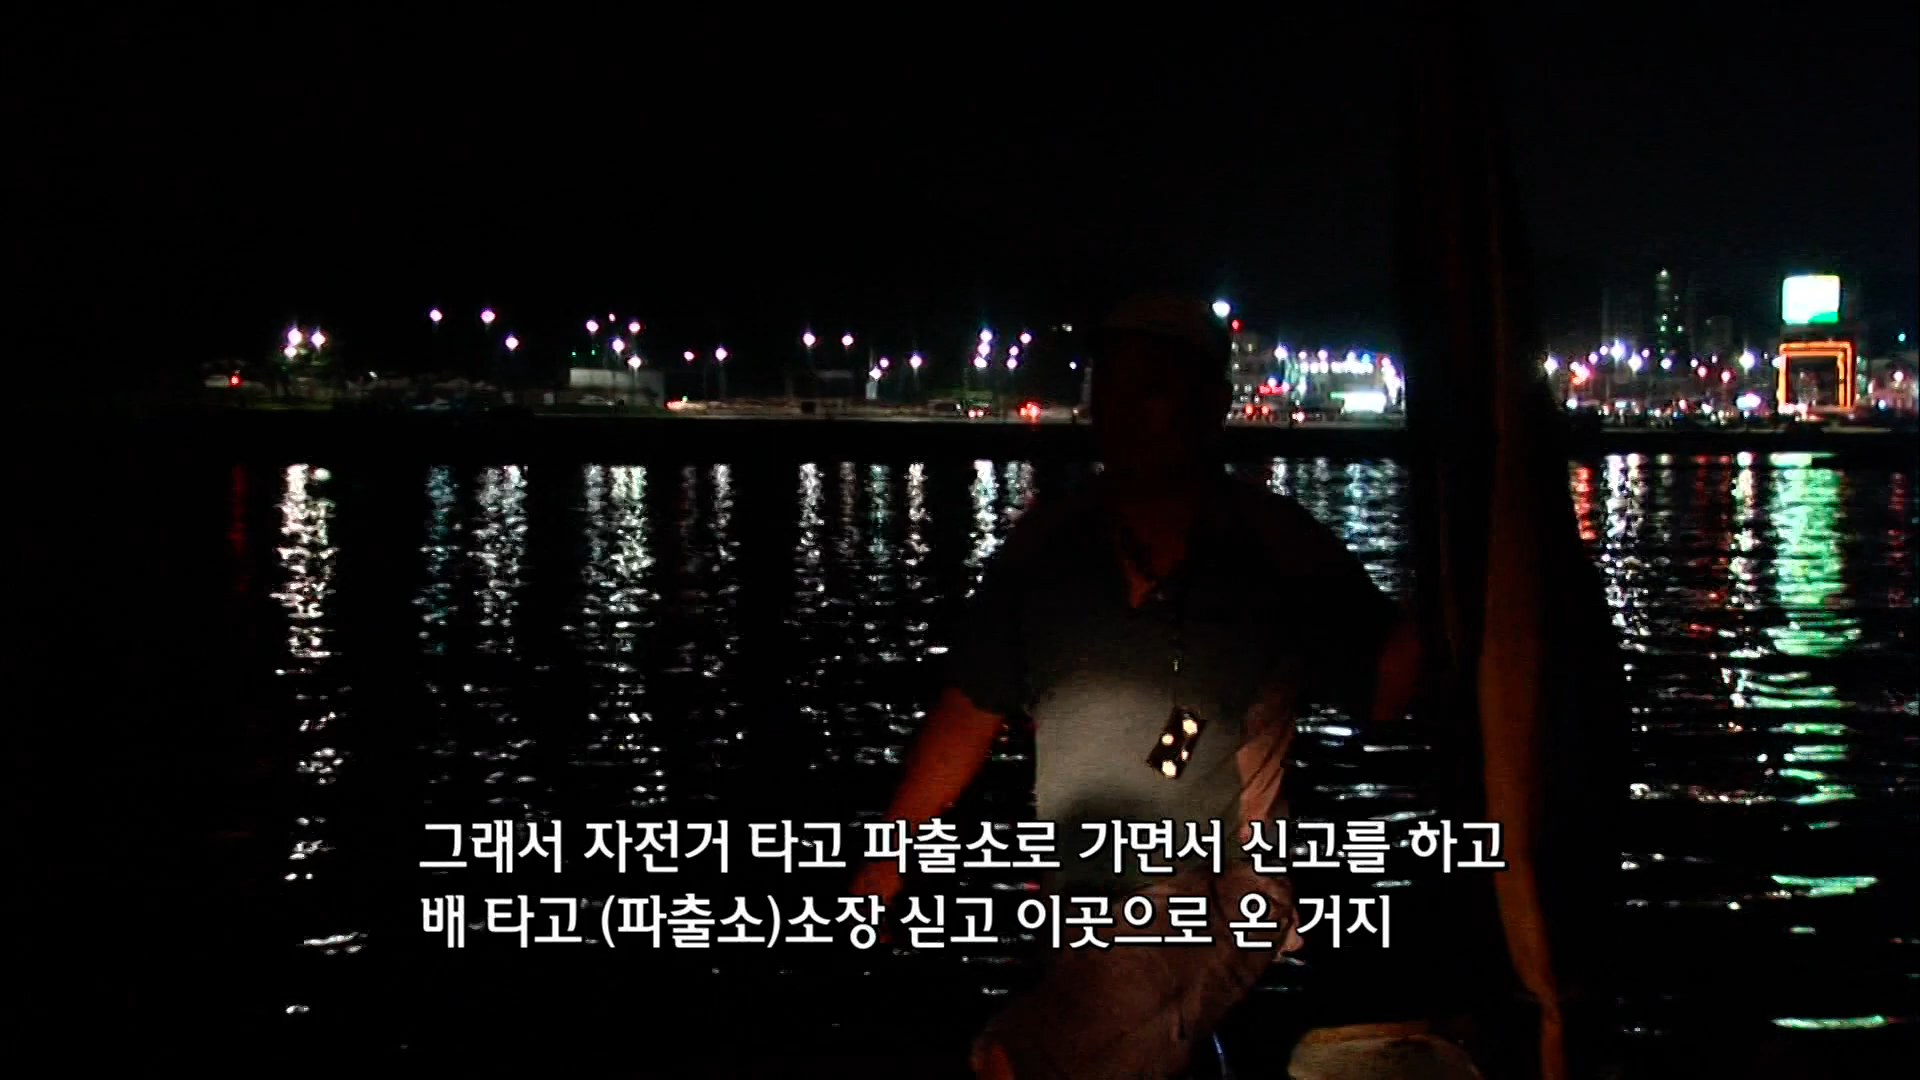 그래서 자전거 타고 파출소로 가면서 신고를 하고
배 타고 (파출소)소장 싣고 이곳으로 온 거지